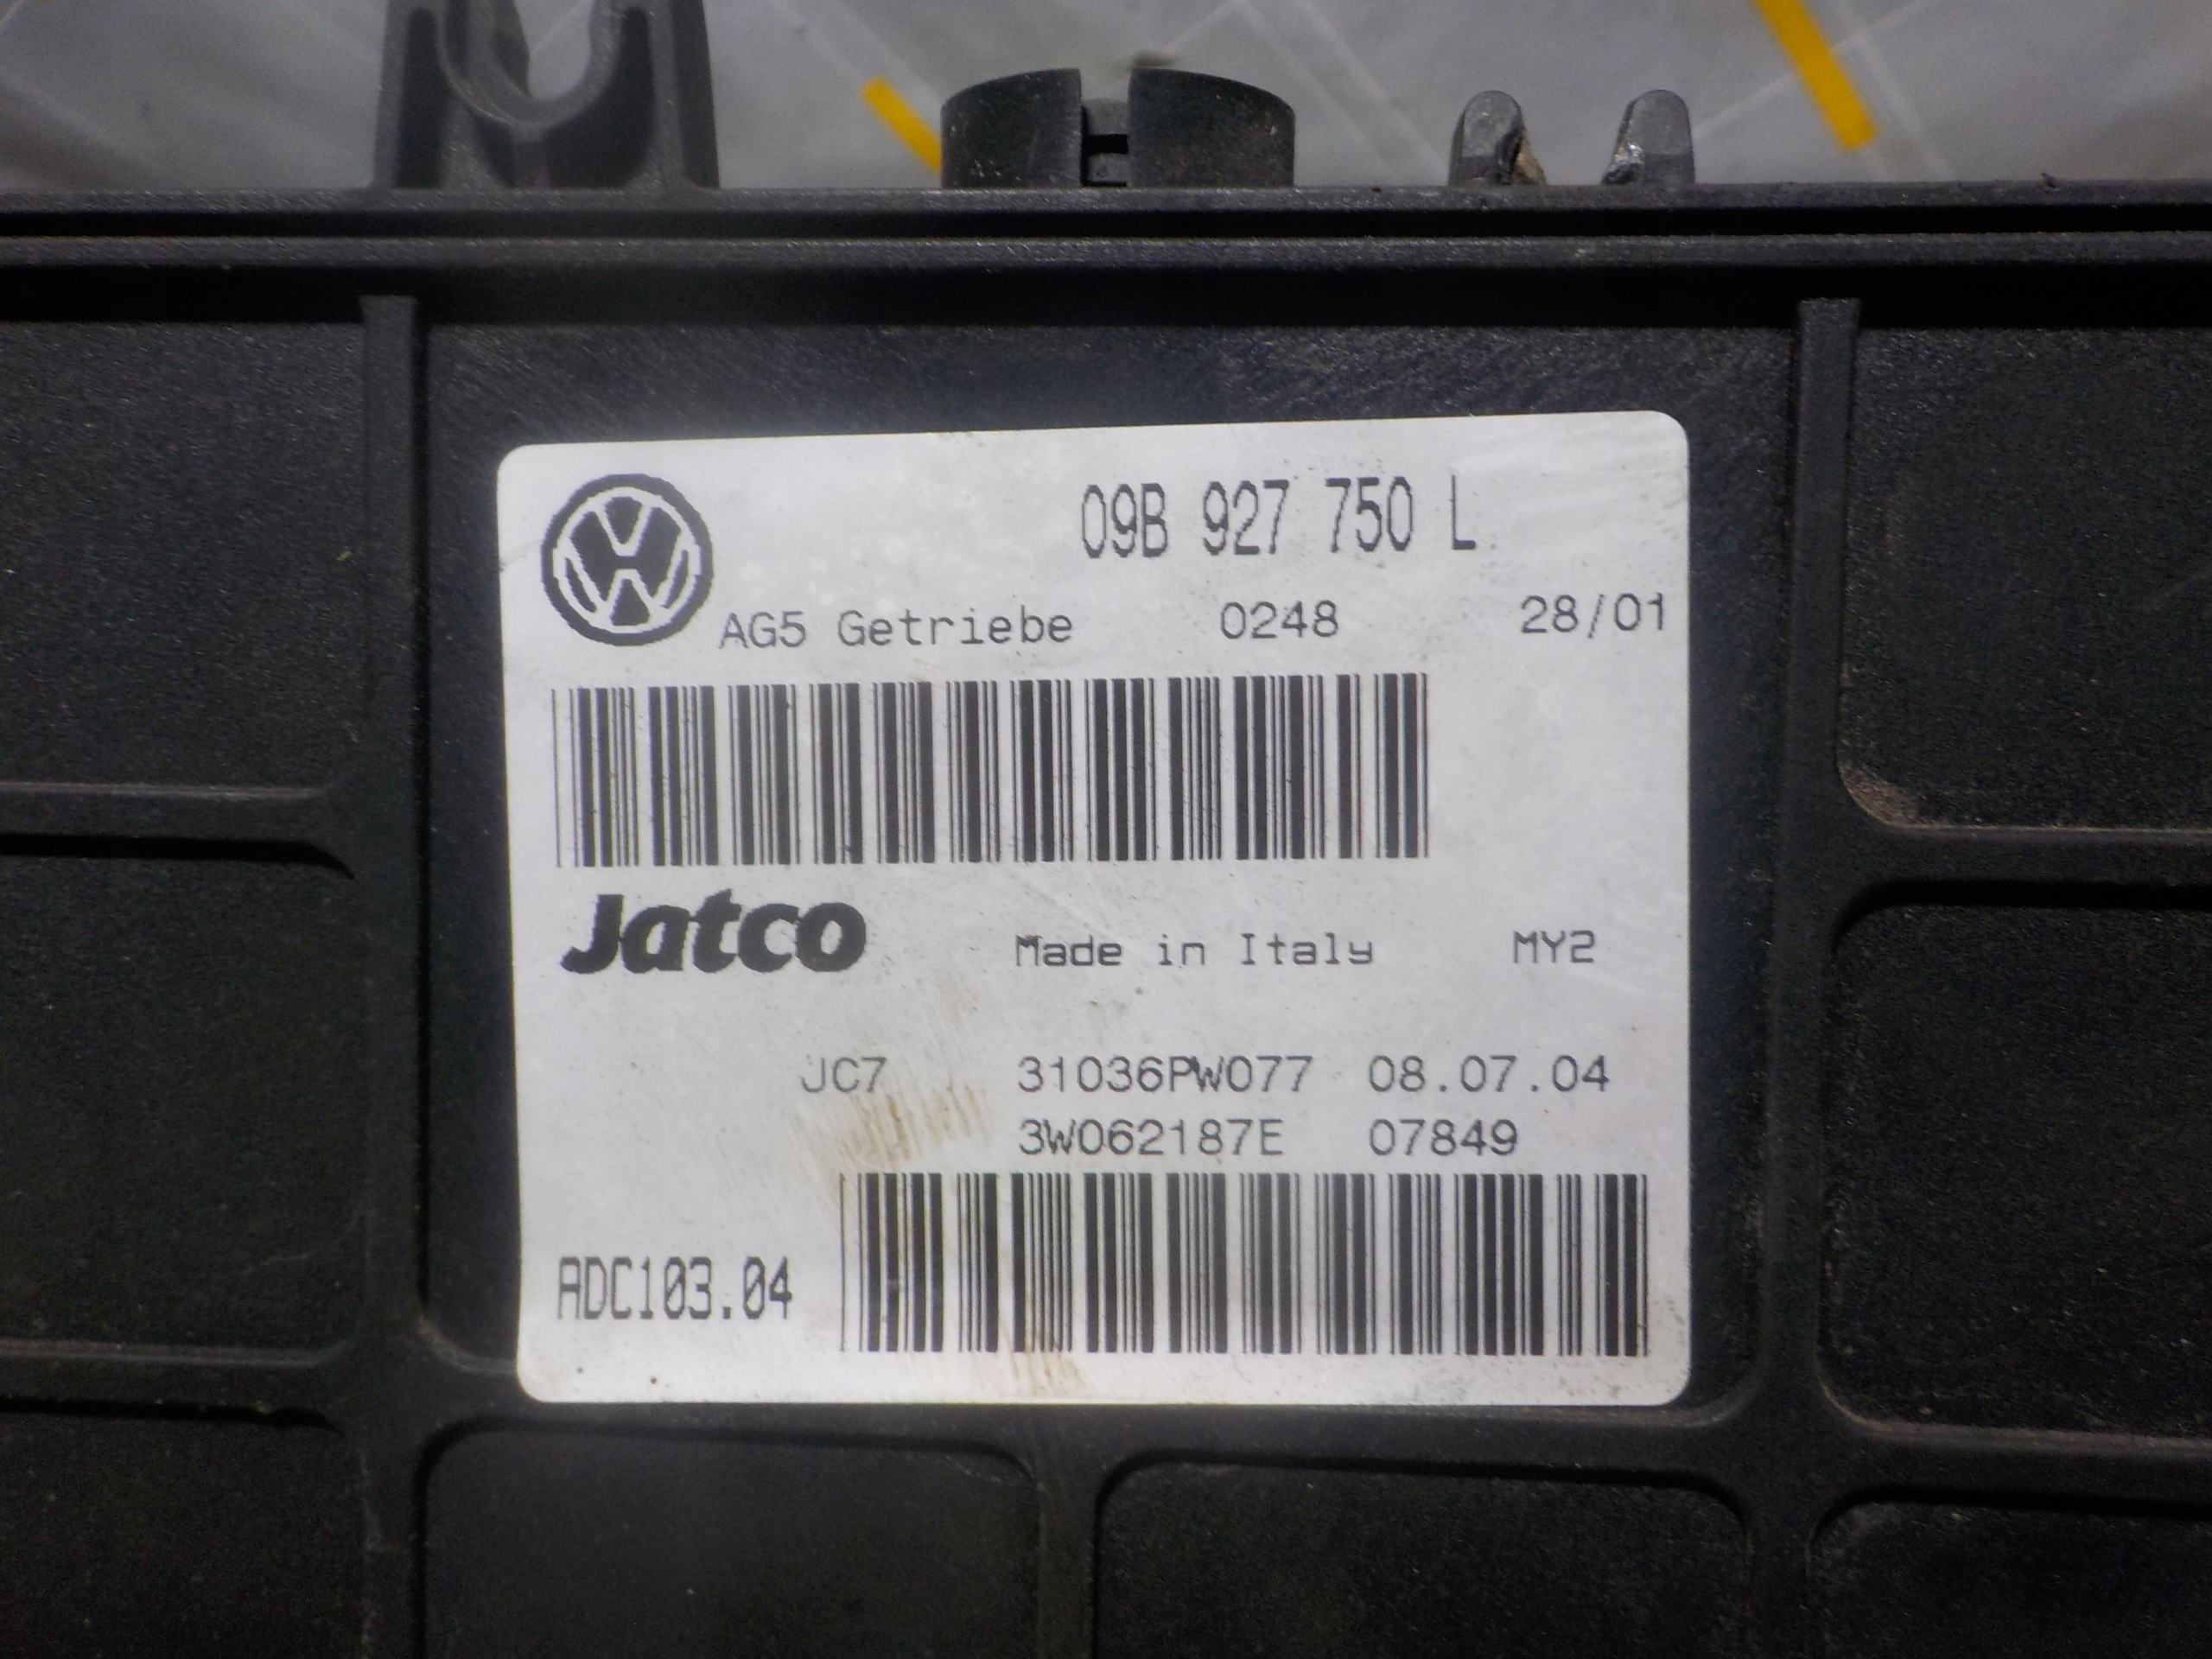 09B 927 750 L
AG5 Getriebe 0248 28/01
Jatco Made in Italy MY2
JC7 31036PW077 08.07.04
3W062187E 07849
ADC103.04